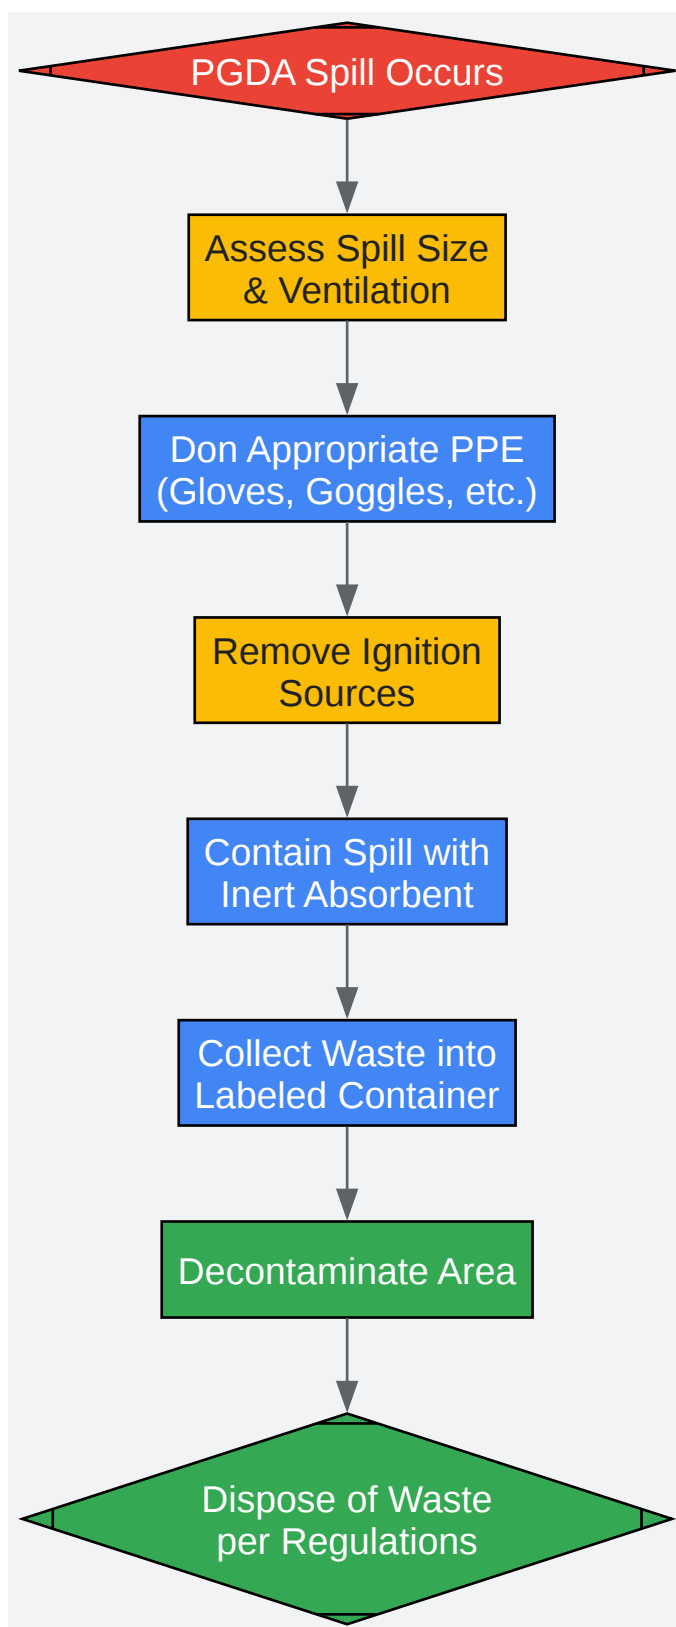 PGDA Spill Occurs
Assess Spill Size
& Ventilation
Don Appropriate PPE
(Gloves, Goggles, etc.)
Remove Ignition
Sources
Contain Spill with
Inert Absorbent
Collect Waste into
Labeled Container
Decontaminate Area
Dispose of Waste
per Regulations